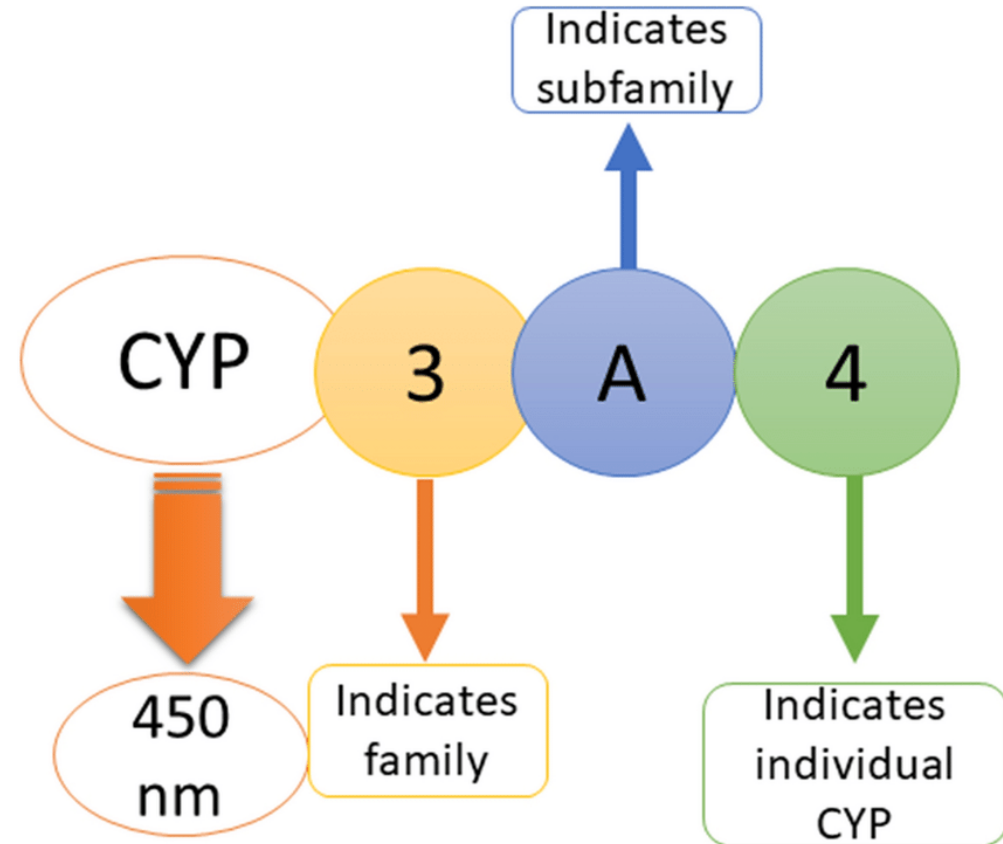 Indicates
subfamily
CYP
3
A
4
450
nm
Indicates
family
Indicates
individual
CYP